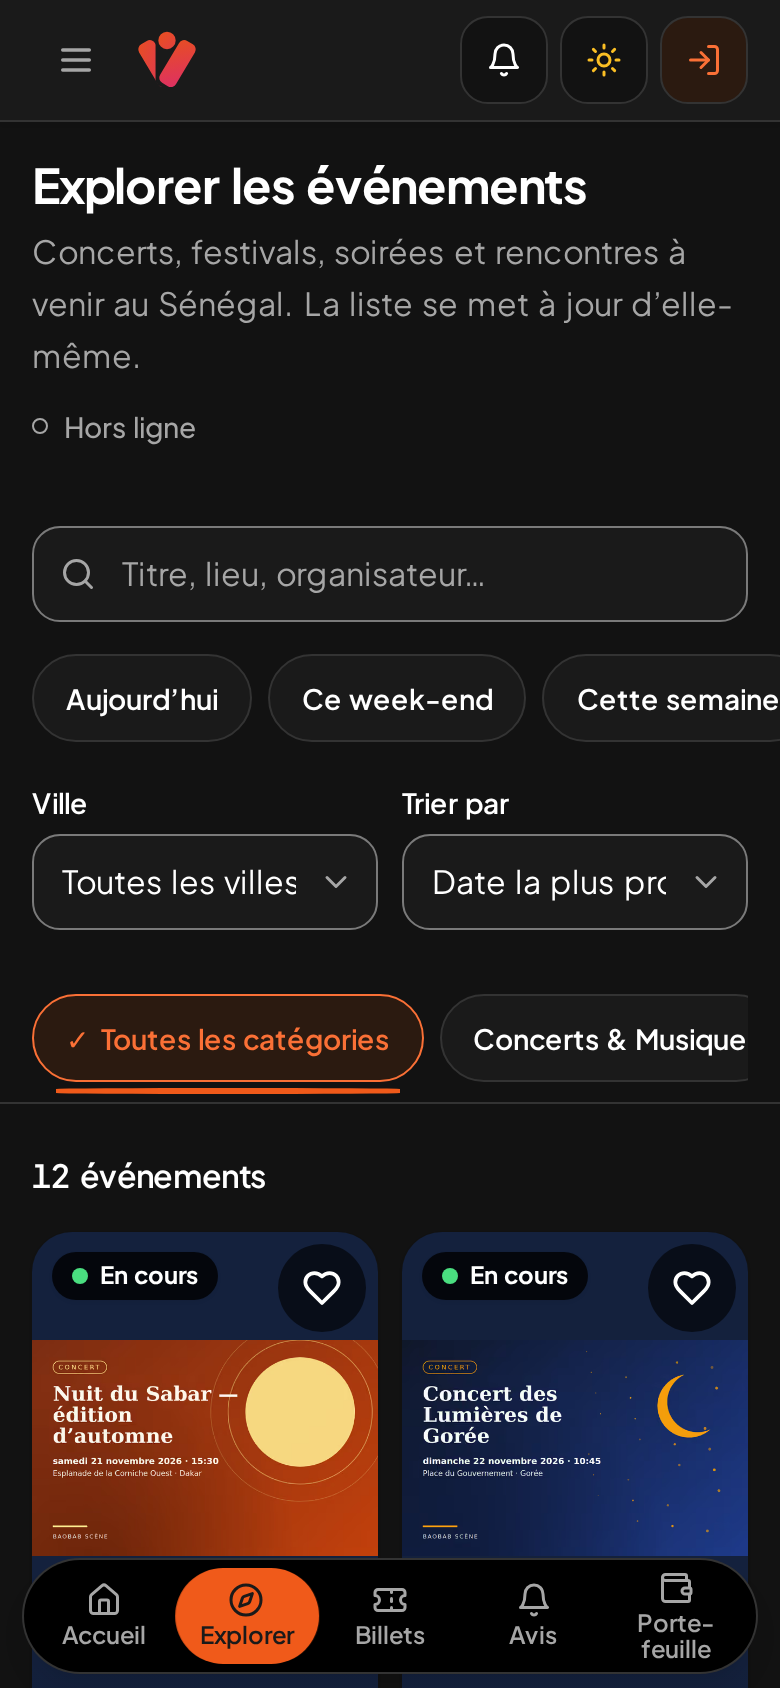 Explorer les événements
Concerts, festivals, soirées et rencontres à
venir au Sénégal. La liste se met à jour d’elle-
même.
Hors ligne
Titre, lieu, organisateur…
Aujourd’hui
Ce week-end
Cette semaine
Ville
Trier par
Toutes les villes
Date la plus pro
✓ Toutes les catégories
Concerts & Musique
12 événements
En cours
CONCERT
Nuit du Sabar —
édition
d’automne
samedi 21 novembre 2026 · 15:30
Esplanade de la Corniche Ouest · Dakar
BAOBAB SCÈNE
En cours
CONCERT
Concert des
Lumières de
Gorée
dimanche 22 novembre 2026 · 10:45
Place du Gouvernement · Gorée
BAOBAB SCÈNE
Accueil
Explorer
Billets
Avis
Porte-
feuille